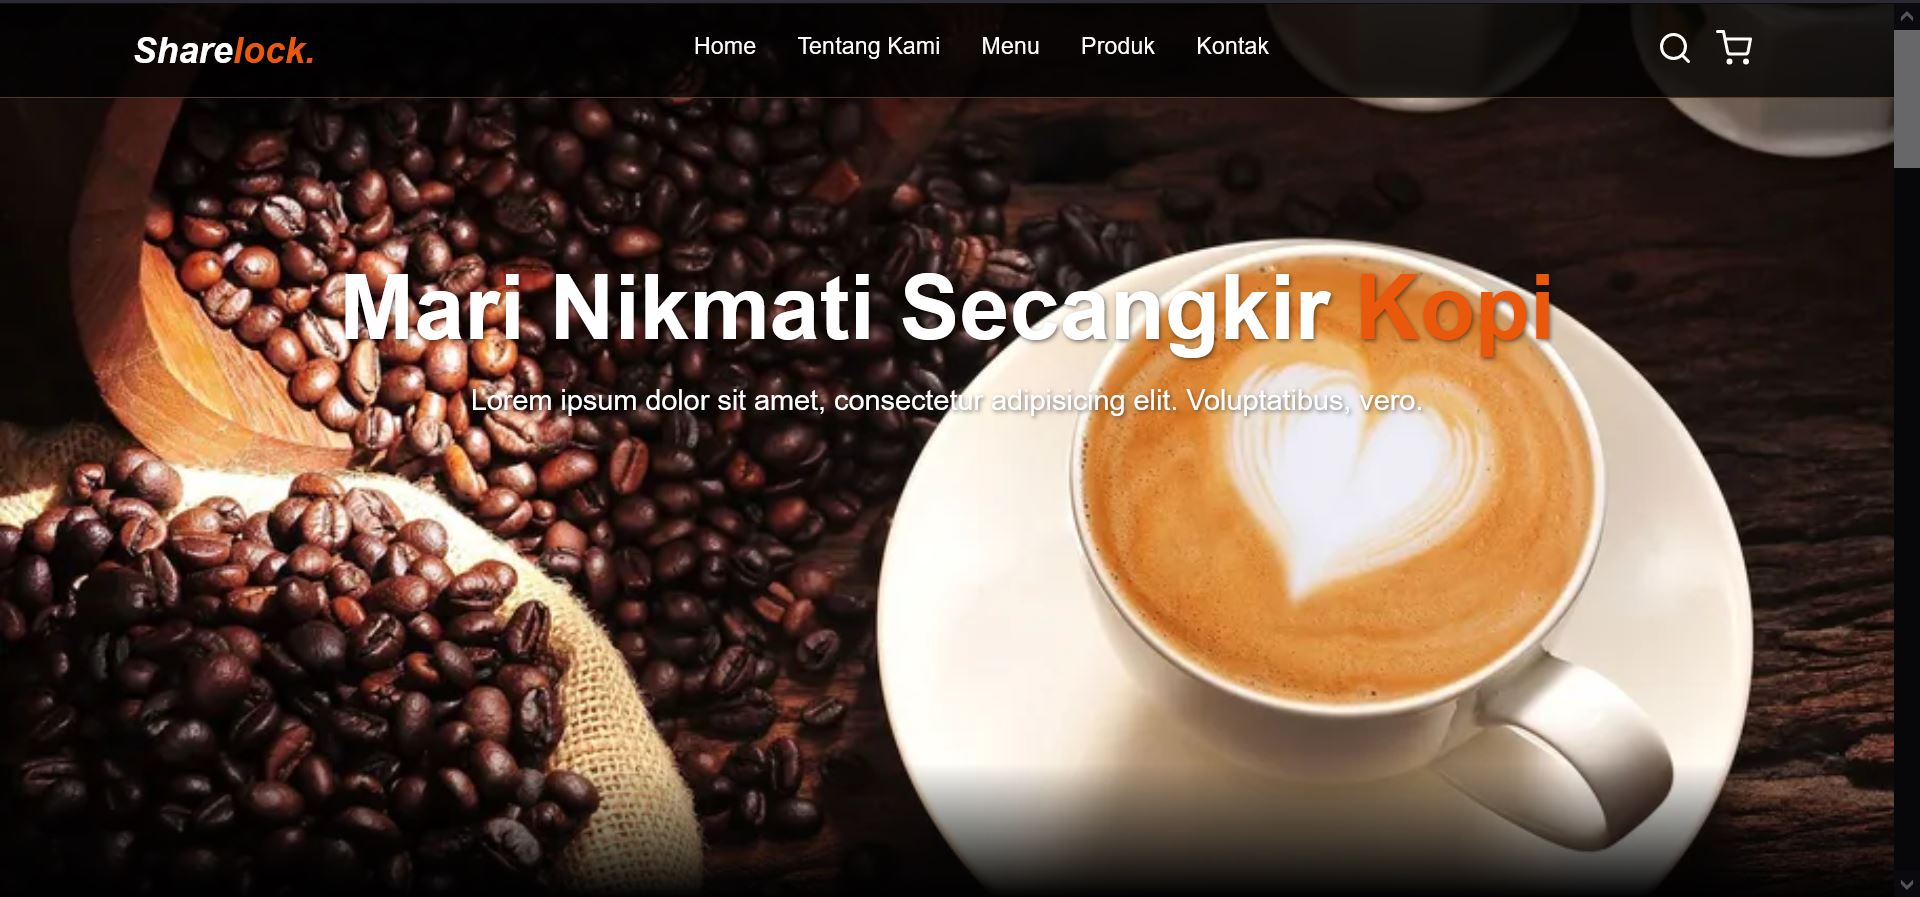 Sharelock.
Home Tentang Kami Menu Produk Kontak
Mari Nikmati Secangkir Kopi
Lorem ipsum dolor sit amet, consectetur adipisicing elit. Voluptatibus, vero.